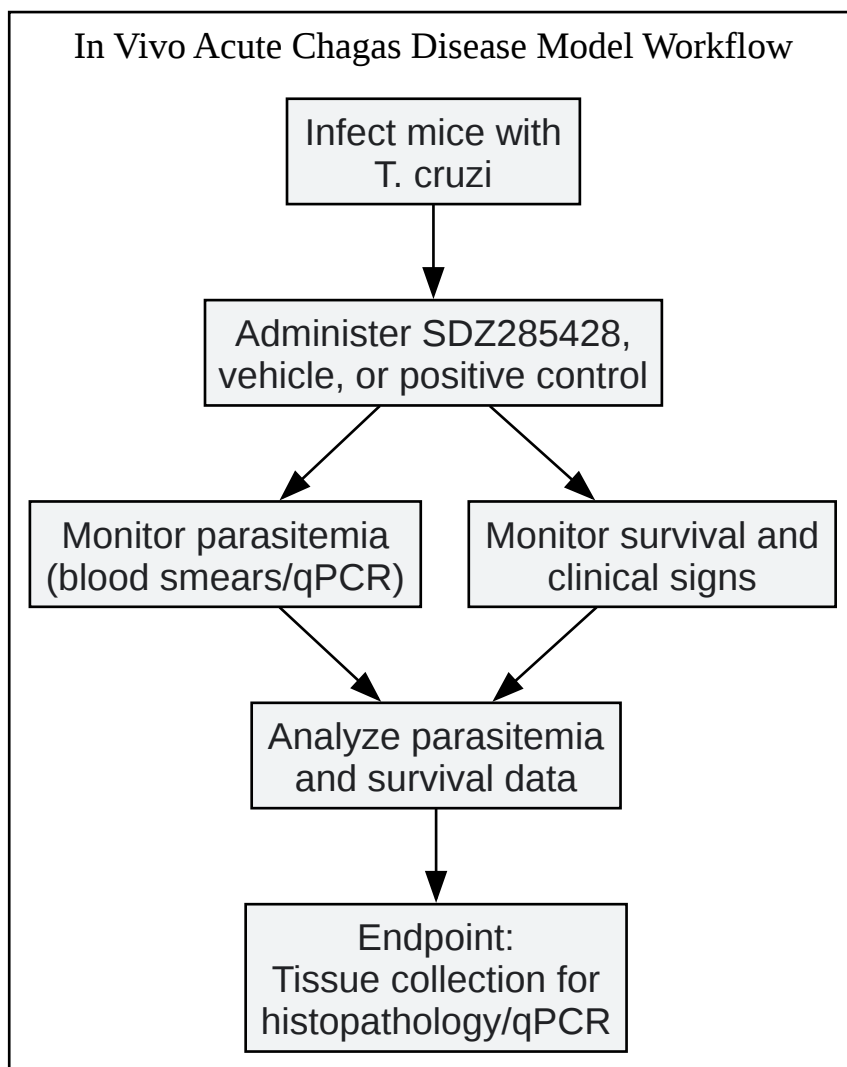 In Vivo Acute Chagas Disease Model Workflow
Infect mice with
T. cruzi
Administer SDZ285428,
vehicle, or positive control
Monitor parasitemia
(blood smears/qPCR)
Monitor survival and
clinical signs
Analyze parasitemia
and survival data
Endpoint:
Tissue collection for
histopathology/qPCR